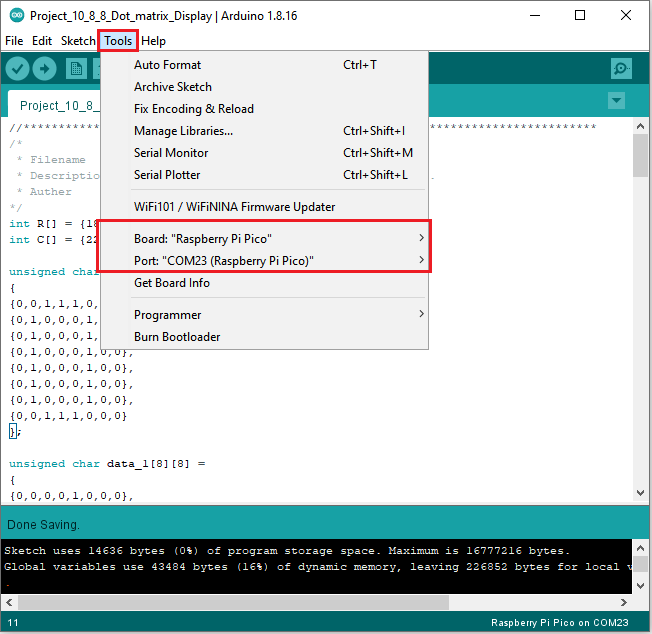 Project_10_8_8_Dot_matrix_Display | Arduino 1.8.16
File Edit Sketch Tools Help
Auto Format Ctrl+T
Project_10_8_
Archive Sketch
Fix Encoding & Reload
Manage Libraries... Ctrl+Shift+I
Serial Monitor Ctrl+Shift+M
Serial Plotter Ctrl+Shift+L
WiFi101 / WiFiNINA Firmware Updater
Board: "Raspberry Pi Pico"
Port: "COM23 (Raspberry Pi Pico)"
Get Board Info
Programmer
Burn Bootloader
/*
* Filename
* Descriptio
* Auther
*/
int R[] = {18
int C[] = {22
unsigned char
{
{0,0,1,1,1,0,
{0,1,0,0,0,1,
{0,1,0,0,0,1,
{0,1,0,0,0,1,0,0},
{0,1,0,0,0,1,0,0},
{0,1,0,0,0,1,0,0},
{0,1,0,0,0,1,0,0},
{0,0,1,1,1,0,0,0}
};
unsigned char data_1[8][8] =
{
{0,0,0,0,1,0,0,0},
Done Saving.
Sketch uses 14636 bytes (0%) of program storage space. Maximum is 16777216 bytes.
Global variables use 43484 bytes (16%) of dynamic memory, leaving 226852 bytes for local v
11 Raspberry Pi Pico on COM23